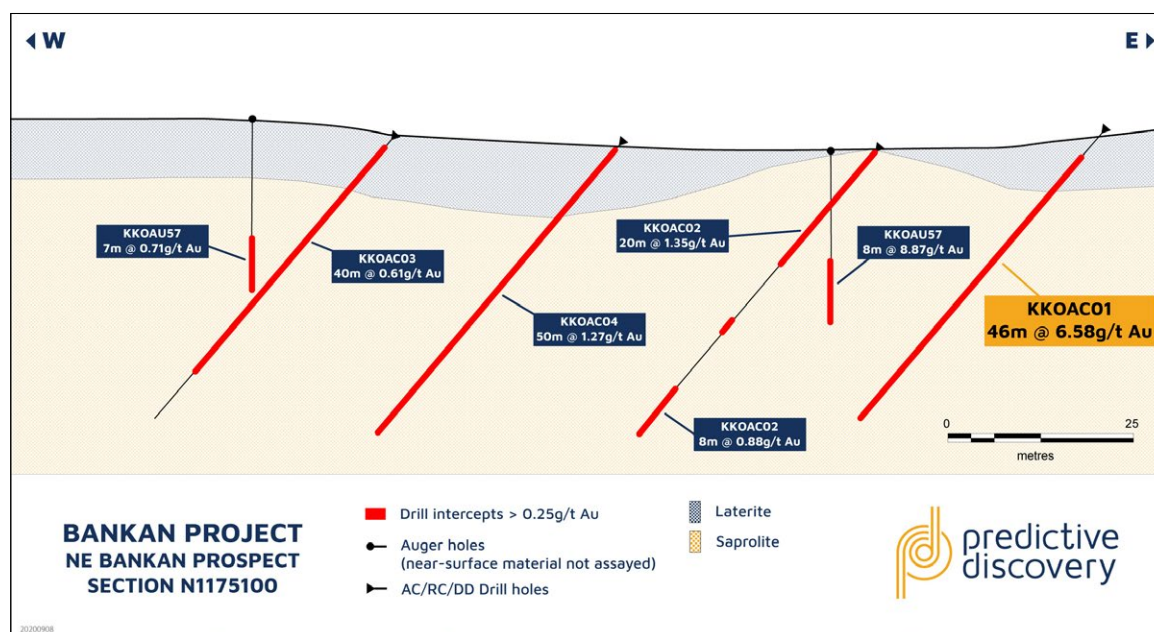 W
E
KKOAU57
7m @ 0.71g/t Au
KKOAC03
40m @ 0.61g/t Au
KKOAC04
50m @ 1.27g/t Au
KKOAC02
20m @ 1.35g/t Au
KKOAU57
8m @ 8.87g/t Au
KKOAC01
46m @ 6.58g/t Au
KKOAC02
8m @ 0.88g/t Au
0 25
metres
BANKAN PROJECT
NE BANKAN PROSPECT
SECTION N1175100
Drill intercepts > 0.25g/t Au
Auger holes
(near-surface material not assayed)
AC/RC/DD Drill holes
Laterite
Saprolite
predictive
discovery
20200908